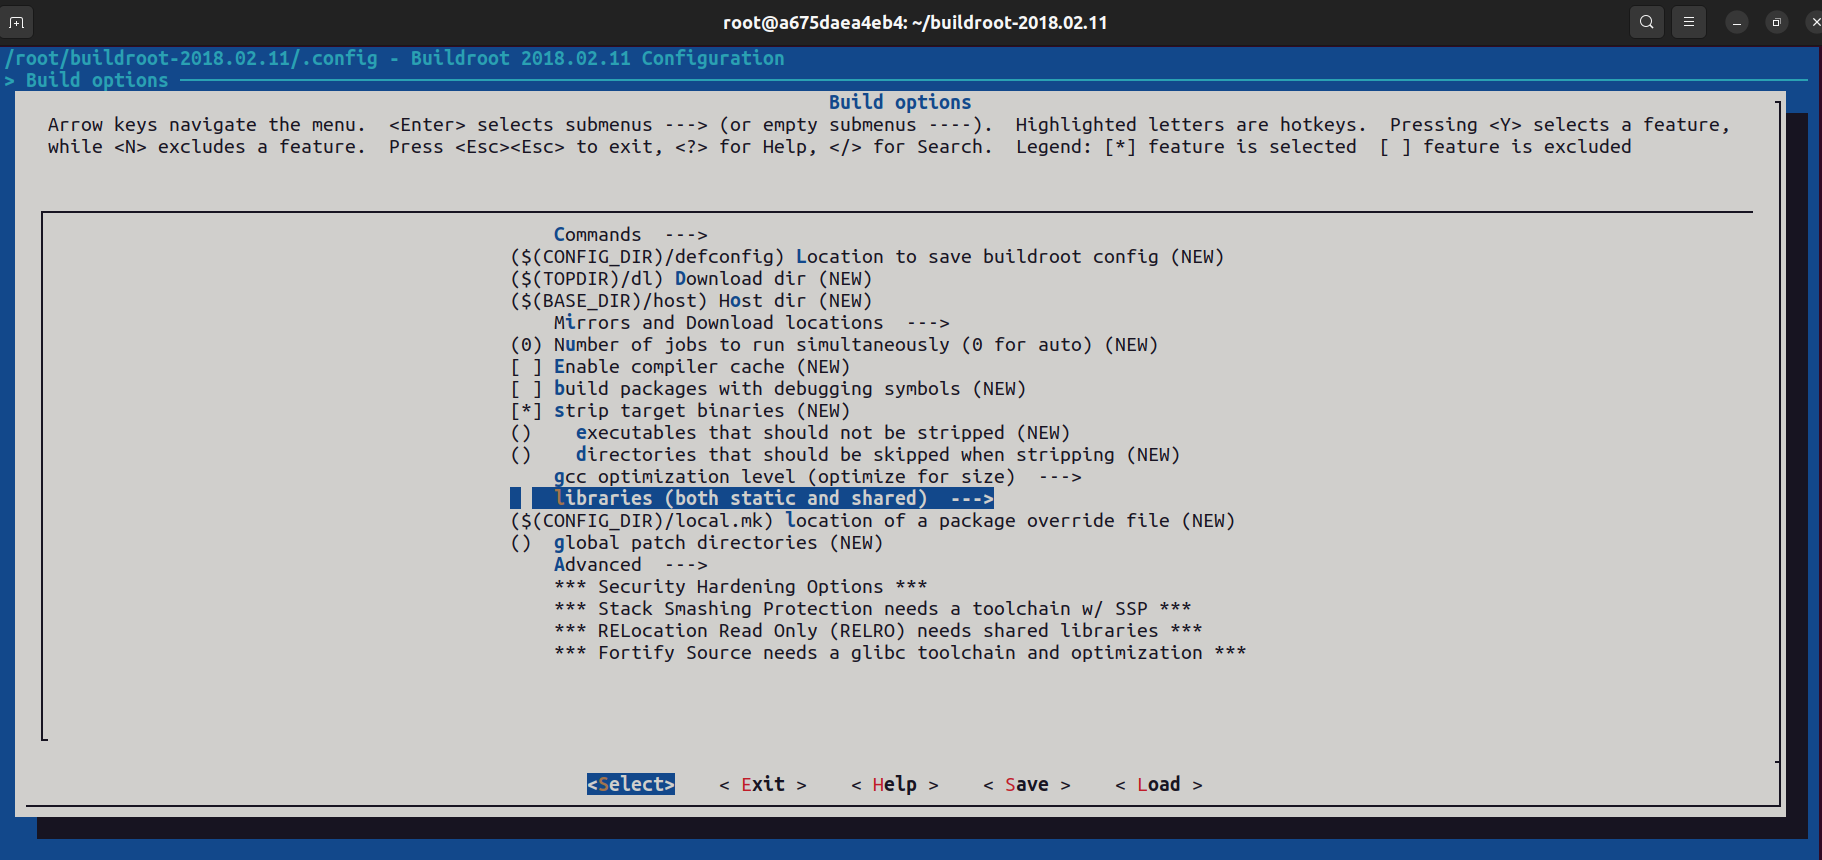 root@a675daea4eb4: ~/buildroot-2018.02.11
/root/buildroot-2018.02.11/.config - Buildroot 2018.02.11 Configuration
> Build options
Build options
Arrow keys navigate the menu.  <Enter> selects submenus ---> (or empty submenus ----).  Highlighted letters are hotkeys.  Pressing <Y> selects a feature,
while <N> excludes a feature.  Press <Esc><Esc> to exit, <?> for Help, </> for Search.  Legend: [*] feature is selected  [ ] feature is excluded
Commands  --->
($(CONFIG_DIR)/defconfig) Location to save buildroot config (NEW)
($(TOPDIR)/dl) Download dir (NEW)
($(BASE_DIR)/host) Host dir (NEW)
Mirrors and Download locations  --->
(0) Number of jobs to run simultaneously (0 for auto) (NEW)
[ ] Enable compiler cache (NEW)
[ ] build packages with debugging symbols (NEW)
[*] strip target binaries (NEW)
()    executables that should not be stripped (NEW)
()    directories that should be skipped when stripping (NEW)
gcc optimization level (optimize for size)  --->
libraries (both static and shared)  --->
($(CONFIG_DIR)/local.mk) location of a package override file (NEW)
()  global patch directories (NEW)
Advanced  --->
*** Security Hardening Options ***
*** Stack Smashing Protection needs a toolchain w/ SSP ***
*** RELocation Read Only (RELRO) needs shared libraries ***
*** Fortify Source needs a glibc toolchain and optimization ***
<Select>    < Exit >    < Help >    < Save >    < Load >